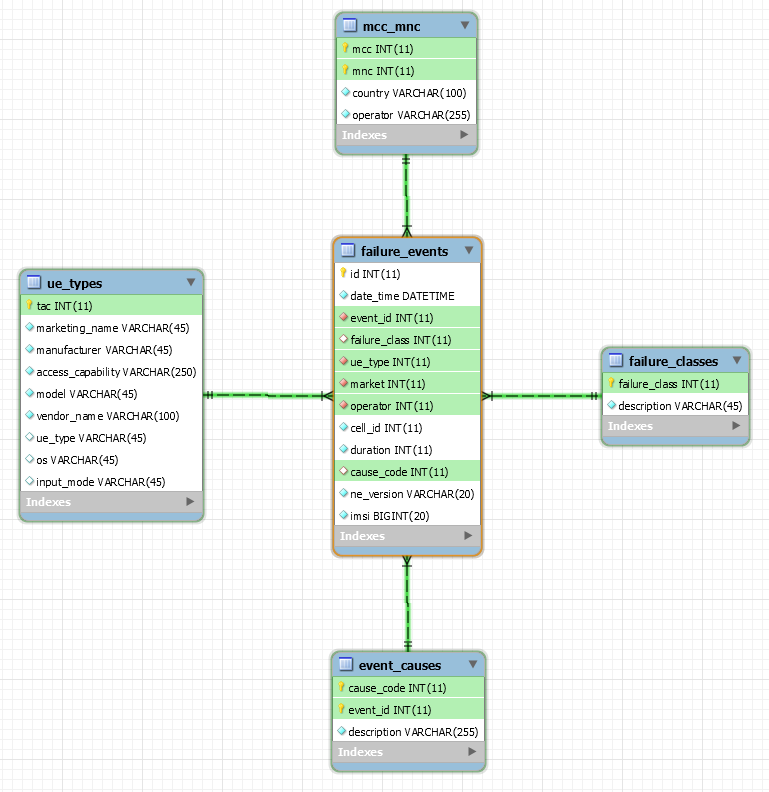 mcc_mnc
mcc INT(11)
mnc INT(11)
country VARCHAR(100)
operator VARCHAR(255)
Indexes
failure_events
id INT(11)
date_time DATETIME
event_id INT(11)
failure_class INT(11)
ue_type INT(11)
market INT(11)
operator INT(11)
cell_id INT(11)
duration INT(11)
cause_code INT(11)
ne_version VARCHAR(20)
imsi BIGINT(20)
Indexes
ue_types
tac INT(11)
marketing_name VARCHAR(45)
manufacturer VARCHAR(45)
access_capability VARCHAR(250)
model VARCHAR(45)
vendor_name VARCHAR(100)
ue_type VARCHAR(45)
os VARCHAR(45)
input_mode VARCHAR(45)
Indexes
failure_classes
failure_class INT(11)
description VARCHAR(45)
Indexes
event_causes
cause_code INT(11)
event_id INT(11)
description VARCHAR(255)
Indexes